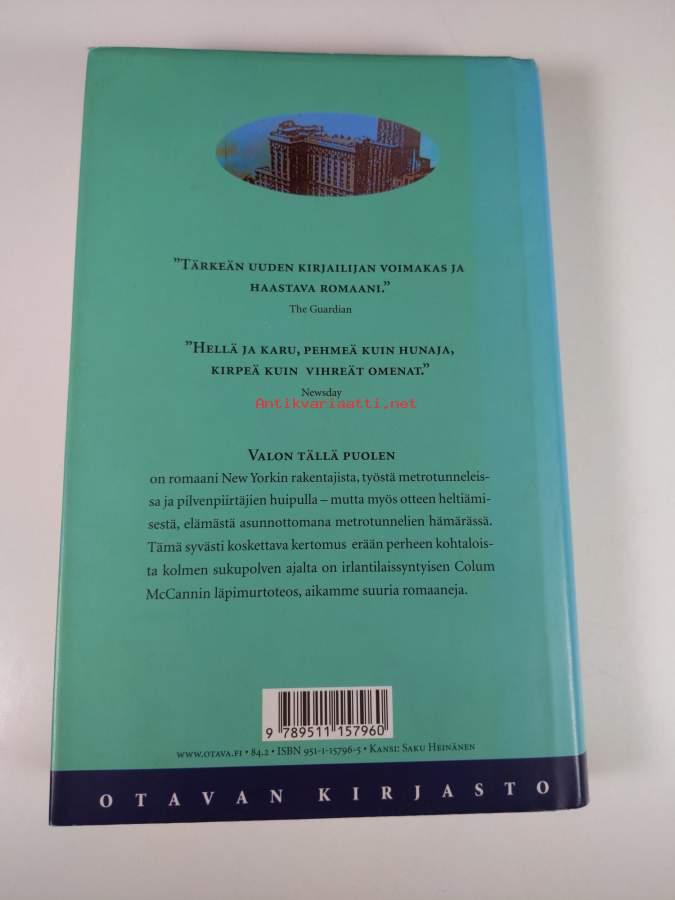 "Tärkeän uuden kirjailijan voimakas ja
haastava romaani."
The Guardian
"Hellä ja karu, pehmeä kuin hunaja,
kirpeä kuin vihreät omenat."
Newsday
Antikvariaatti.net
Valon tällä puolen
on romaani New Yorkin rakentajista, työstä metrotunneleis-
sa ja pilvenpiirtäjien huipulla – mutta myös otteen heltiämi-
sestä, elämästä asunnottomana metrotunnelien hämärässä.
Tämä syvästi koskettava kertomus erään perheen kohtalois-
ta kolmen sukupolven ajalta on irlantilaissyntyisen Colum
McCannin läpimurtoteos, aikamme suuria romaaneja.
9 789511 157960
www.otava.fi • 84.2 • ISBN 951-1-15796-5 • Kansi: Saku Heinänen
OTAVAN KIRJASTO